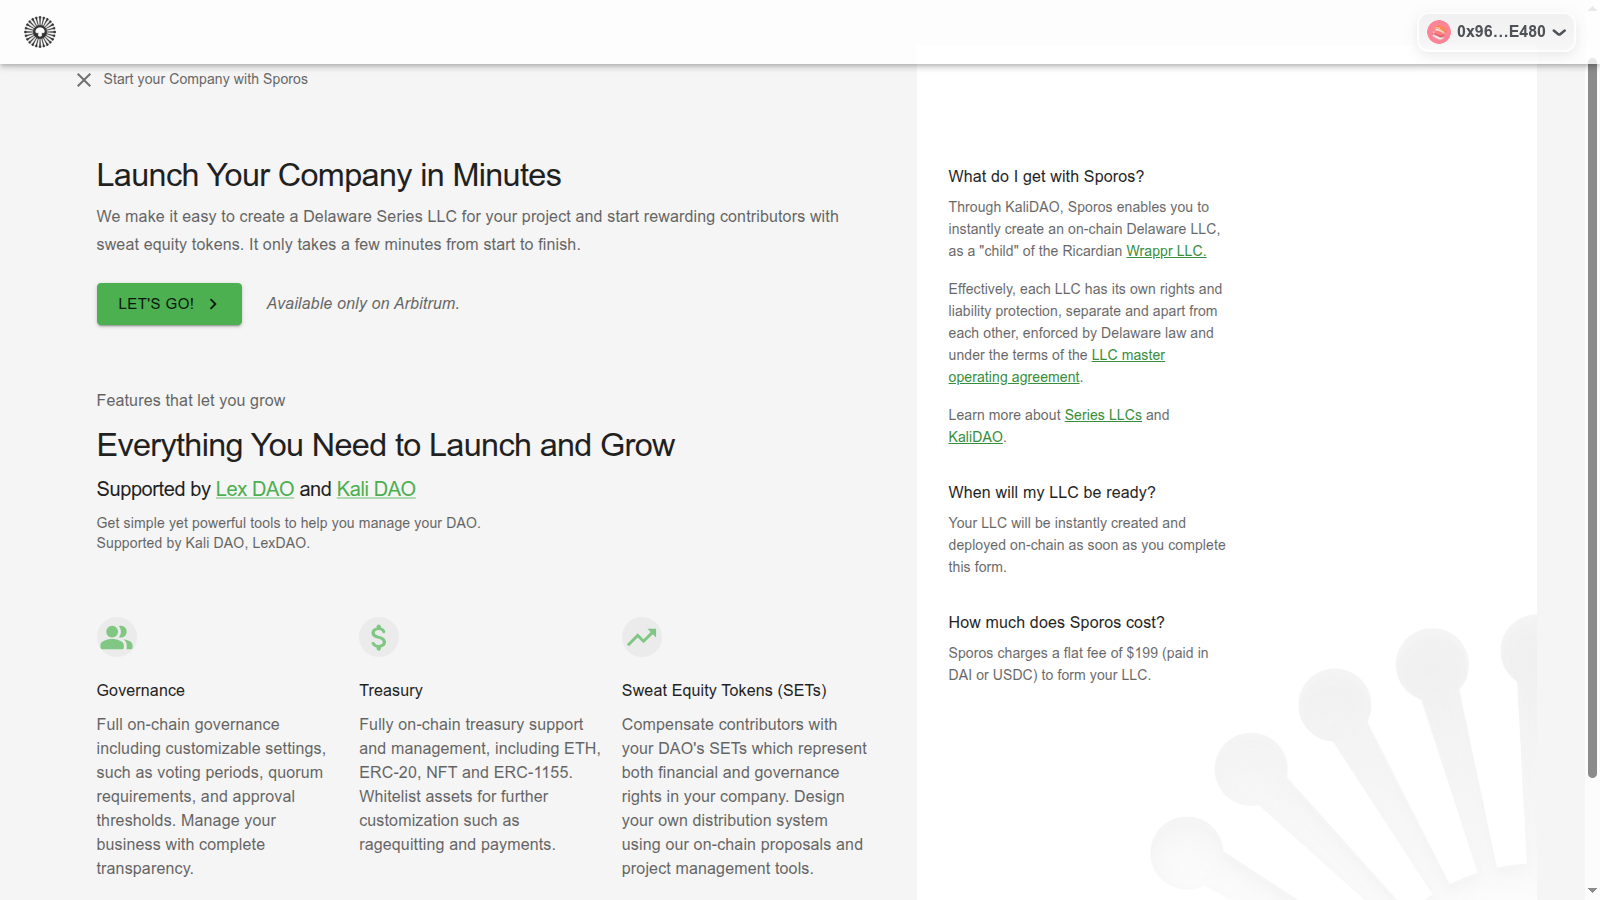 0x96...E480
Start your Company with Sporos
Launch Your Company in Minutes
We make it easy to create a Delaware Series LLC for your project and start rewarding contributors with
sweat equity tokens. It only takes a few minutes from start to finish.
LET'S GO!
Available only on Arbitrum.
Features that let you grow
Everything You Need to Launch and Grow
Supported by Lex DAO and Kali DAO
Get simple yet powerful tools to help you manage your DAO.
Supported by Kali DAO, LexDAO.
Governance
Full on-chain governance
including customizable settings,
such as voting periods, quorum
requirements, and approval
thresholds. Manage your
business with complete
transparency.
Treasury
Fully on-chain treasury support
and management, including ETH,
ERC-20, NFT and ERC-1155.
Whitelist assets for further
customization such as
ragequitting and payments.
Sweat Equity Tokens (SETs)
Compensate contributors with
your DAO's SETs which represent
both financial and governance
rights in your company. Design
your own distribution system
using our on-chain proposals and
project management tools.
What do I get with Sporos?
Through KaliDAO, Sporos enables you to
instantly create an on-chain Delaware LLC,
as a "child" of the Ricardian Wrappr LLC.
Effectively, each LLC has its own rights and
liability protection, separate and apart from
each other, enforced by Delaware law and
under the terms of the LLC master
operating agreement.
Learn more about Series LLCs and
KaliDAO.
When will my LLC be ready?
Your LLC will be instantly created and
deployed on-chain as soon as you complete
this form.
How much does Sporos cost?
Sporos charges a flat fee of $199 (paid in
DAI or USDC) to form your LLC.